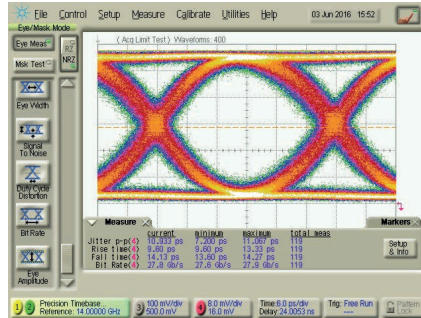 File Control Setup Measure Calibrate Utilities Help 03 Jun 2016 15:52
Eye/Mask Mode
Eye Meas
RZ
NRZ
Msk Test
( Acq Limit Test ) Waveforms: 400
Eye Width
Signal
To Noise
Duty Cycle
Distortion
Bit Rate
Eye
Amplitude
Measure
Markers
current minimum maximum total meas
Jitter p-p(4) 10.933 ps 7.200 ps 11.067 ps 119
Rise time(4) 9.60 ps 9.60 ps 13.33 ps 119
Fall time(4) 14.13 ps 13.60 ps 14.27 ps 119
Bit Rate(4) 27.8 Gb/s 27.6 Gb/s 27.9 Gb/s 119
Setup
& Info
1 2 Precision Timebase...
Reference: 14.00000 GHz
3 100 mV/div
500.0 mV
4 8.0 mV/div
16.0 mV
Time:6.0 ps/div
Delay:24.0053 ns
Trig: Free Run
---
Pattern
Lock